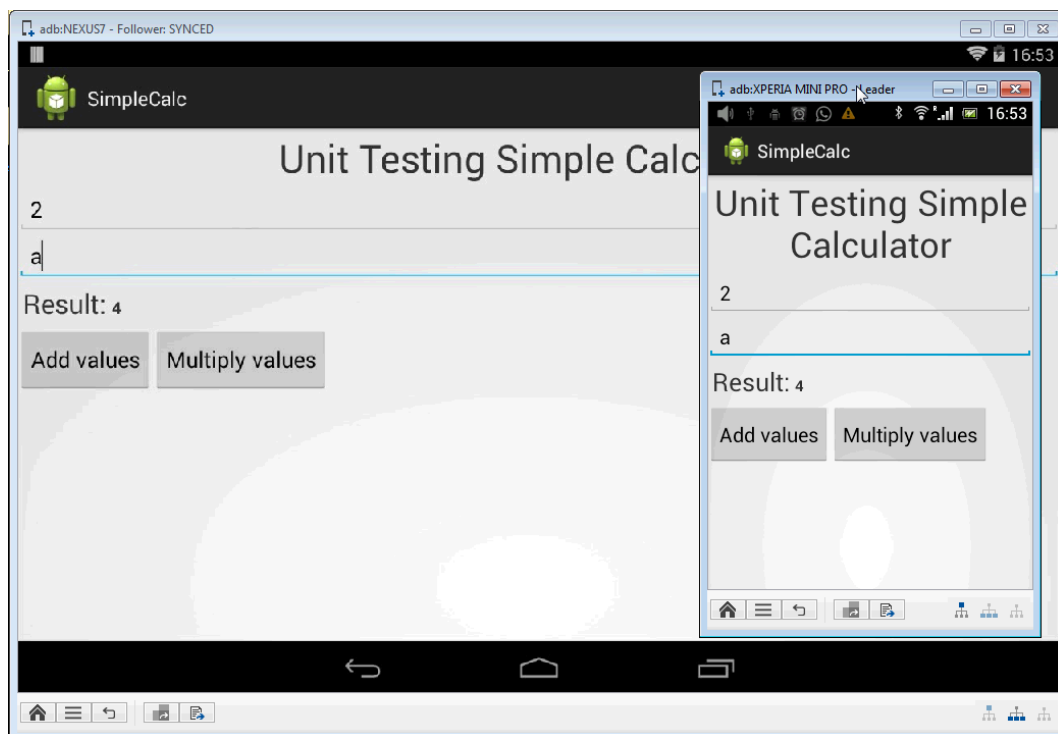 adb:NEXUS7 - Follower: SYNCED
16:53
SimpleCalc
Unit Testing Simple Calc
2
a
Result: 4
Add values
Multiply values
adb:XPERIA MINI PRO - Leader
16:53
SimpleCalc
Unit Testing Simple
Calculator
2
a
Result: 4
Add values
Multiply values